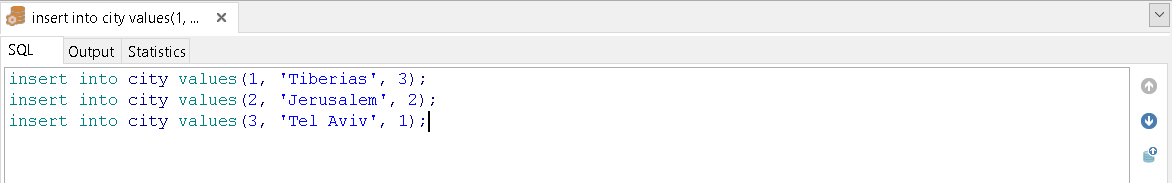 insert into city values(1, ...
SQL Output Statistics
insert into city values(1, 'Tiberias', 3);
insert into city values(2, 'Jerusalem', 2);
insert into city values(3, 'Tel Aviv', 1);